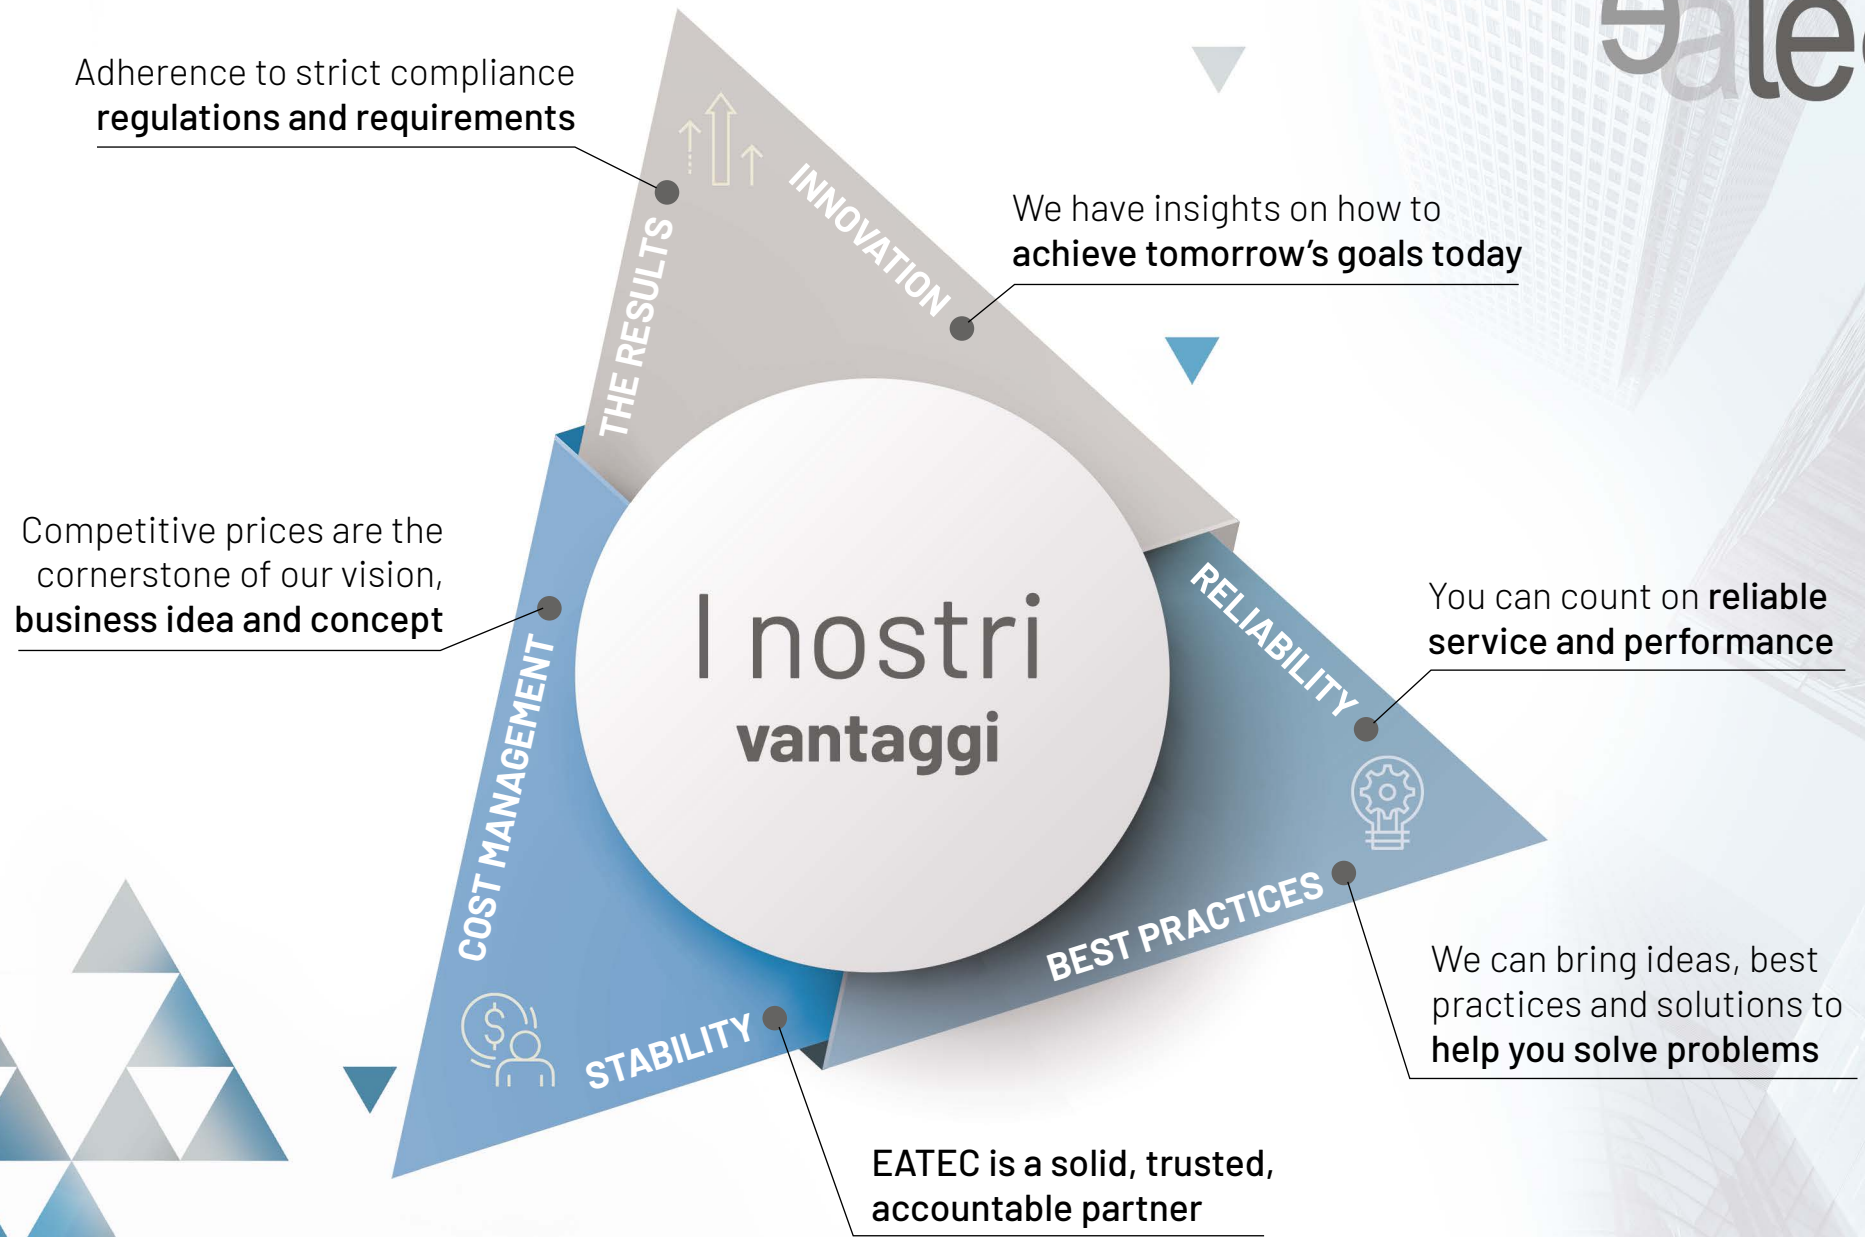 Adherence to strict compliance
regulations and requirements
THE RESULTS
INNOVATION
We have insights on how to
achieve tomorrow's goals today
Competitive prices are the
cornerstone of our vision,
business idea and concept
COST MANAGEMENT
I nostri
vantaggi
RELIABILITY
You can count on reliable
service and performance
BEST PRACTICES
We can bring ideas, best
practices and solutions to
help you solve problems
STABILITY
EATEC is a solid, trusted,
accountable partner
$